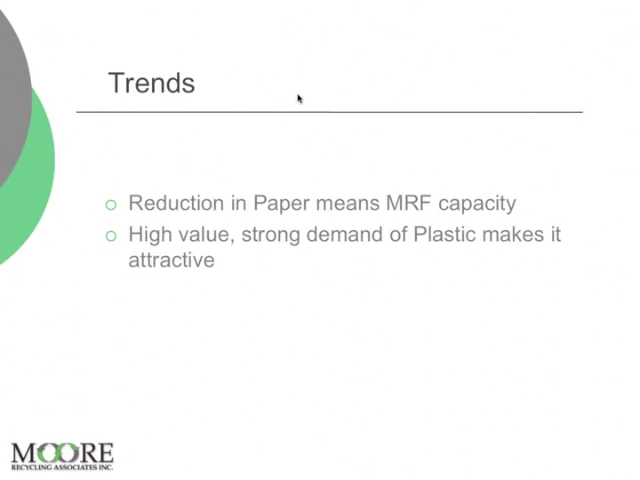 Trends
Reduction in Paper means MRF capacity
High value, strong demand of Plastic makes it
attractive
MOORE
RECYCLING ASSOCIATES INC.